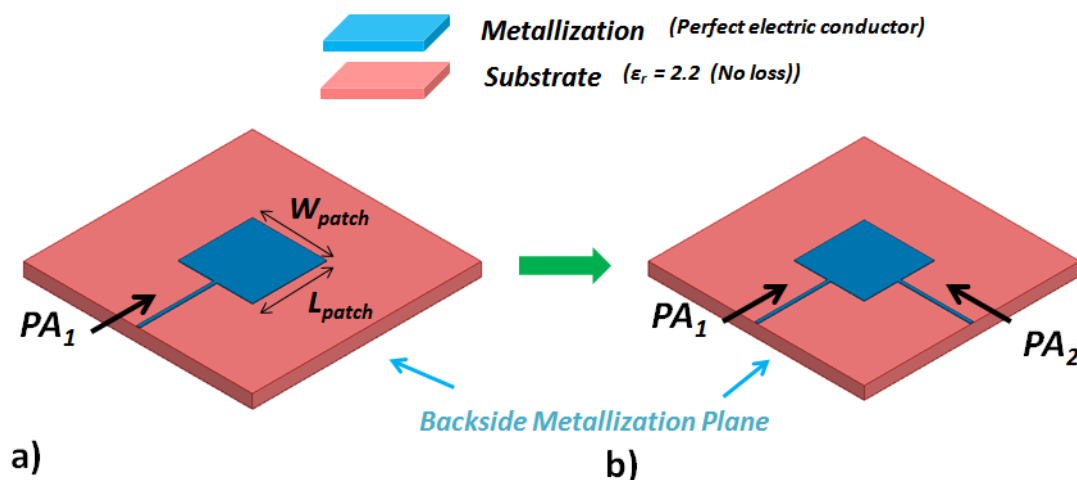 Metallization (Perfect electric conductor)
Substrate (εr = 2.2 (No loss))
Wpatch
Lpatch
PA1
PA1
PA2
Backside Metallization Plane
a)
b)